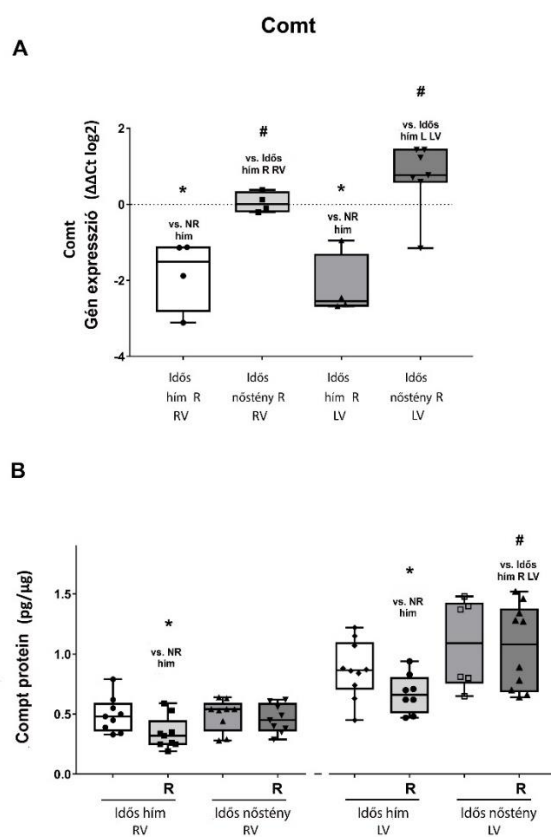 Comt
A
Comt
Gén expresszió (ΔΔCt log2)
2
0
-2
-4
*
vs. NR
hím
#
vs. Idős
hím R RV
*
vs. NR
hím
#
vs. Idős
hím L LV
Idős
hím R
RV
Idős
nőstény R
RV
Idős
hím R
LV
Idős
nőstény R
LV
B
Compt protein (pg/µg)
1.5
1.0
0.5
0.0
*
vs. NR
hím
*
vs. NR
hím
#
vs. Idős
hím R LV
R
R
R
R
Idős hím
RV
Idős nőstény
RV
Idős hím
LV
Idős nőstény
LV